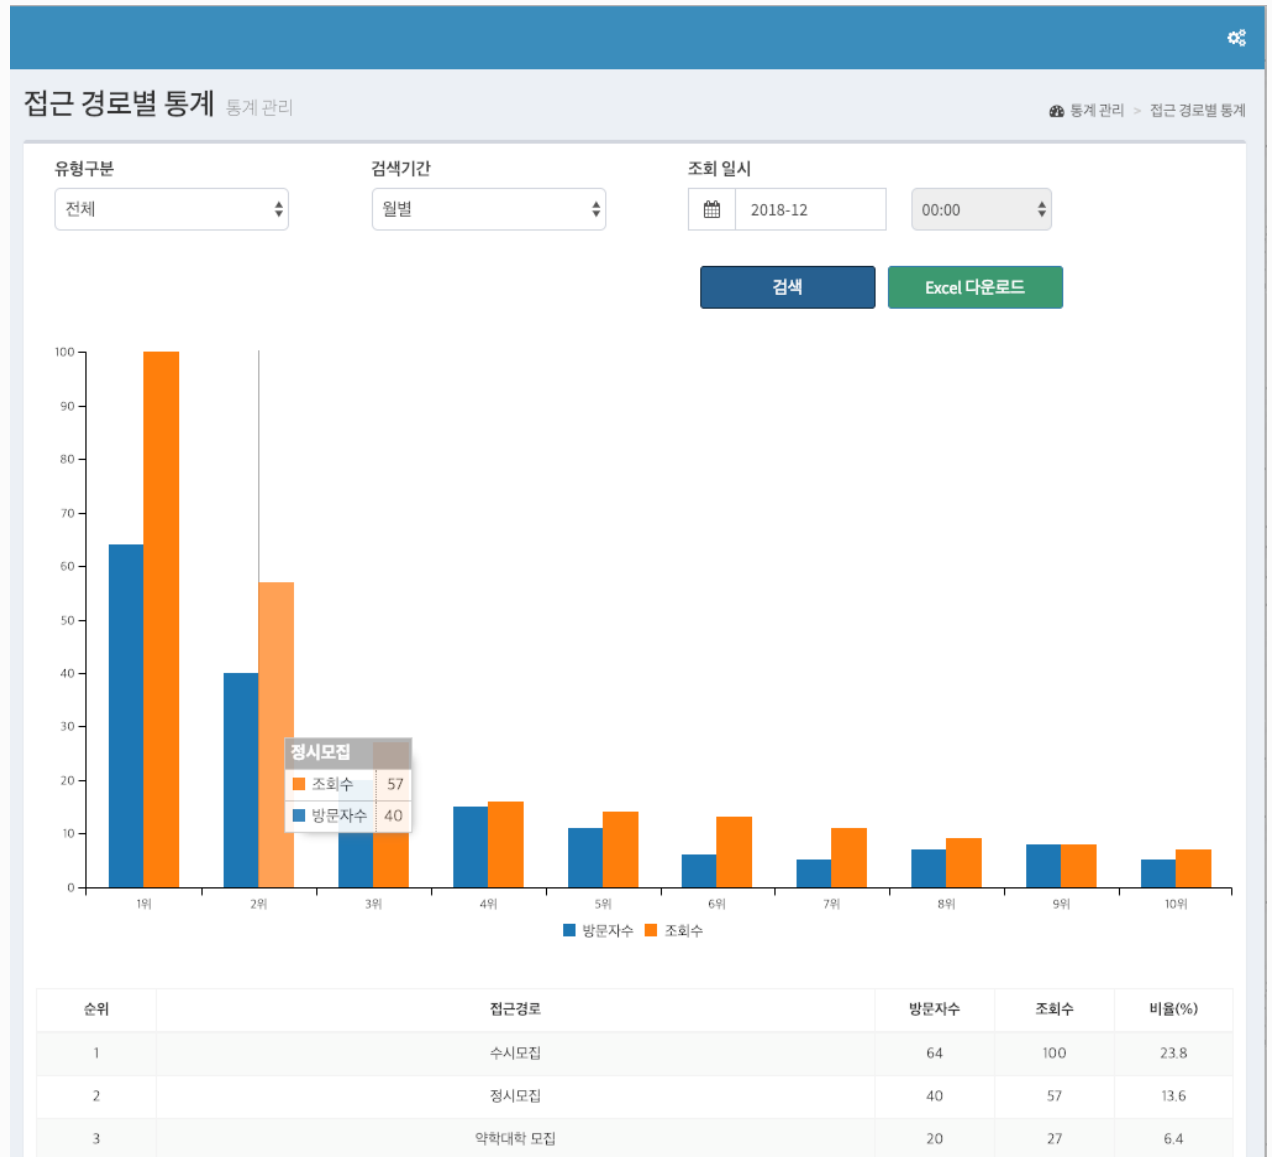 접근 경로별 통계 통계 관리
통계 관리 > 접근 경로별 통계
유형구분 검색기간 조회 일시
전체 월별 2018-12 00:00
검색 Excel 다운로드
100
90
80
70
60
50
40
30
20
10
0
정시모집
조회수 57
방문자수 40
1위 2위 3위 4위 5위 6위 7위 8위 9위 10위
방문자수 조회수
순위 접근경로 방문자수 조회수 비율(%)
1 수시모집 64 100 23.8
2 정시모집 40 57 13.6
3 약학대학 모집 20 27 6.4